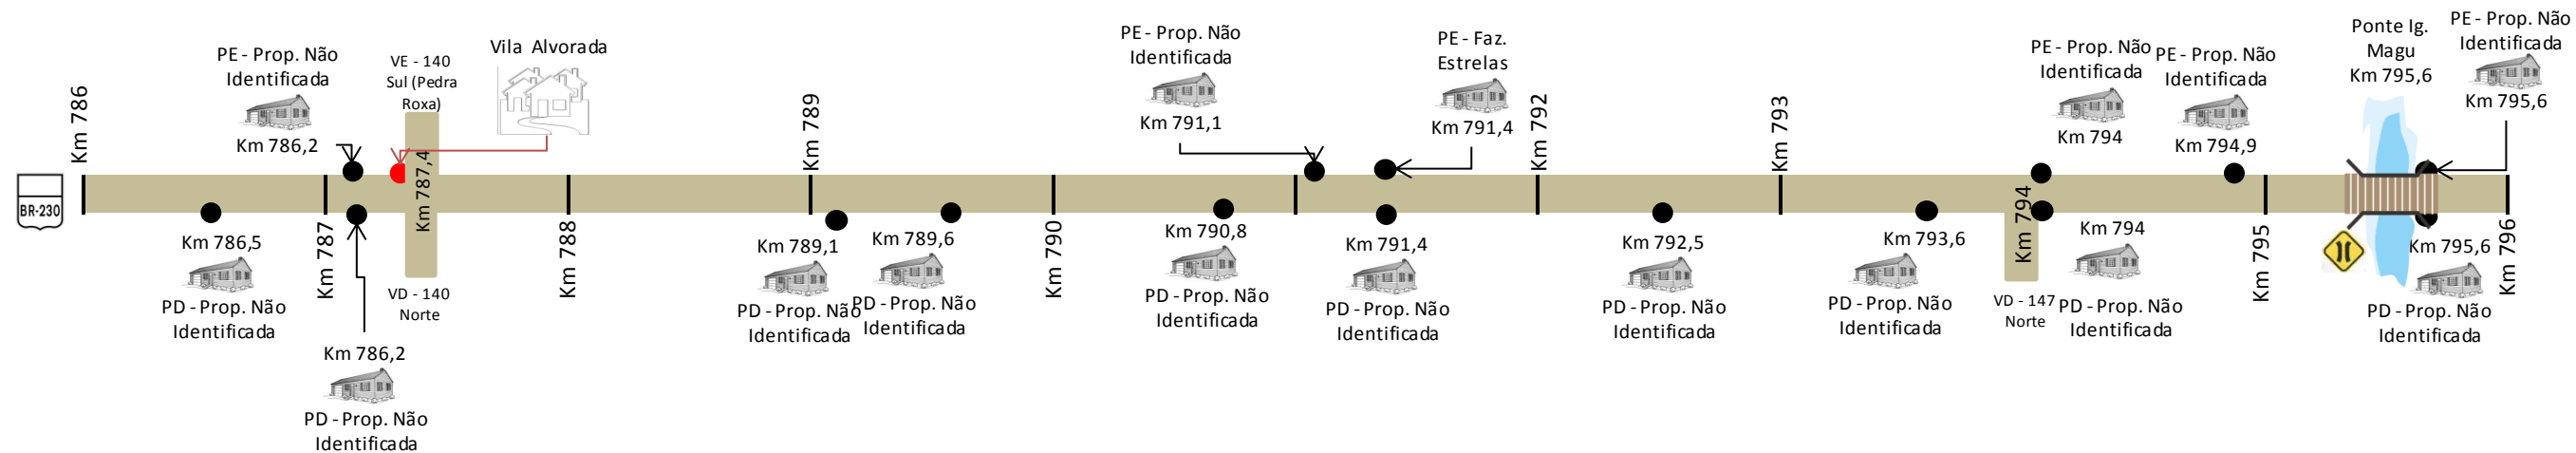 BR-230
Km 786
PE - Prop. Não
Identificada
Km 786,2
VE - 140
Sul (Pedra
Roxa)
Vila Alvorada
Km 787,4
Km 786,5
PD - Prop. Não
Identificada
Km 787
Km 786,2
PD - Prop. Não
Identificada
VD - 140
Norte
Km 788
Km 789
Km 789,1
PD - Prop. Não
Identificada
Km 789,6
PD - Prop. Não
Identificada
Km 790
PE - Prop. Não
Identificada
Km 791,1
PE - Faz.
Estrelas
Km 791,4
Km 790,8
PD - Prop. Não
Identificada
Km 791,4
PD - Prop. Não
Identificada
Km 792
Km 792,5
PD - Prop. Não
Identificada
Km 793
Km 793,6
PD - Prop. Não
Identificada
PE - Prop. Não
Identificada
Km 794
PE - Prop. Não
Identificada
Km 794,9
Km 794
VD - 147
Norte
Km 794
PD - Prop. Não
Identificada
Km 795
Ponte Ig.
Magu
Km 795,6
PE - Prop. Não
Identificada
Km 795,6
Km 795,6
PD - Prop. Não
Identificada
Km 796